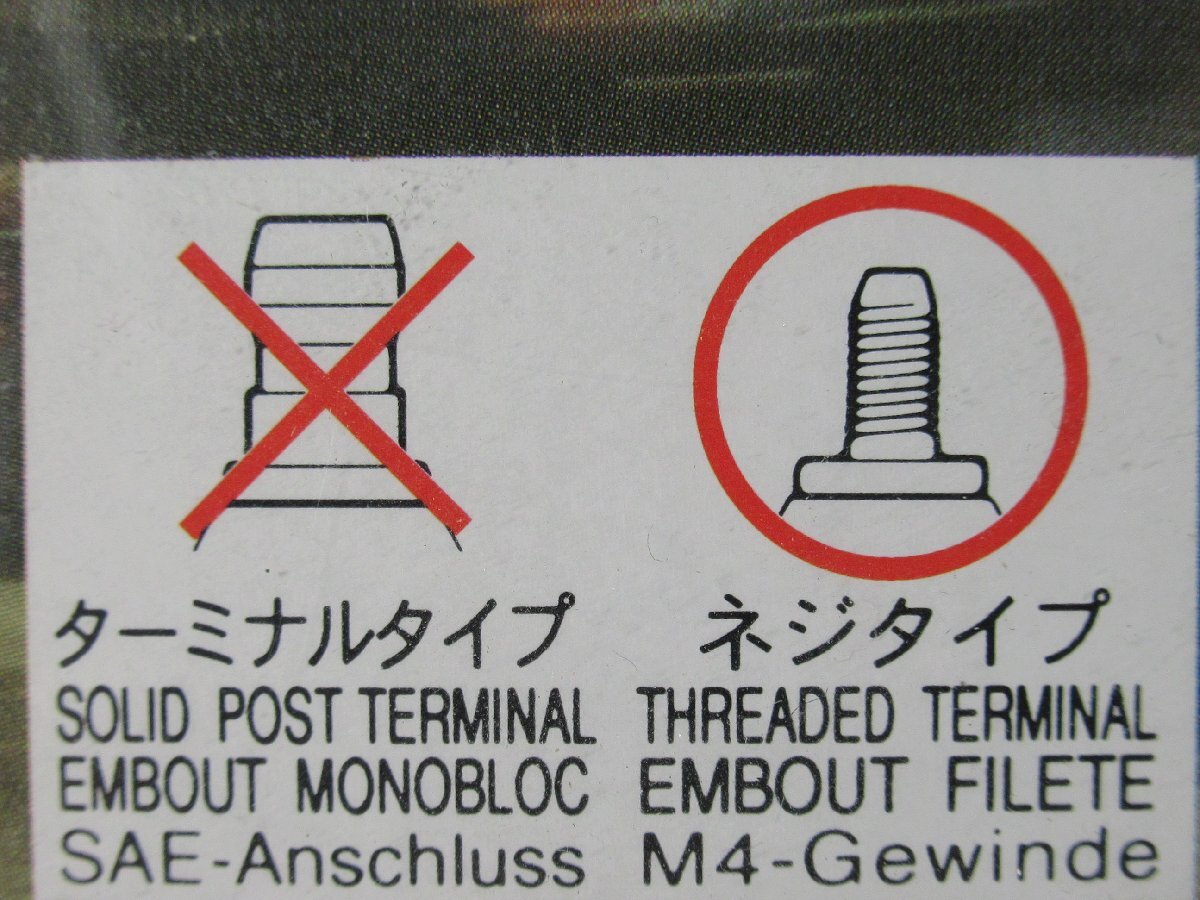 ターミナルタイプ
SOLID POST TERMINAL
EMBOUT MONOBLOC
SAE-Anschluss
ネジタイプ
THREADED TERMINAL
EMBOUT FILETE
M4-Gewinde